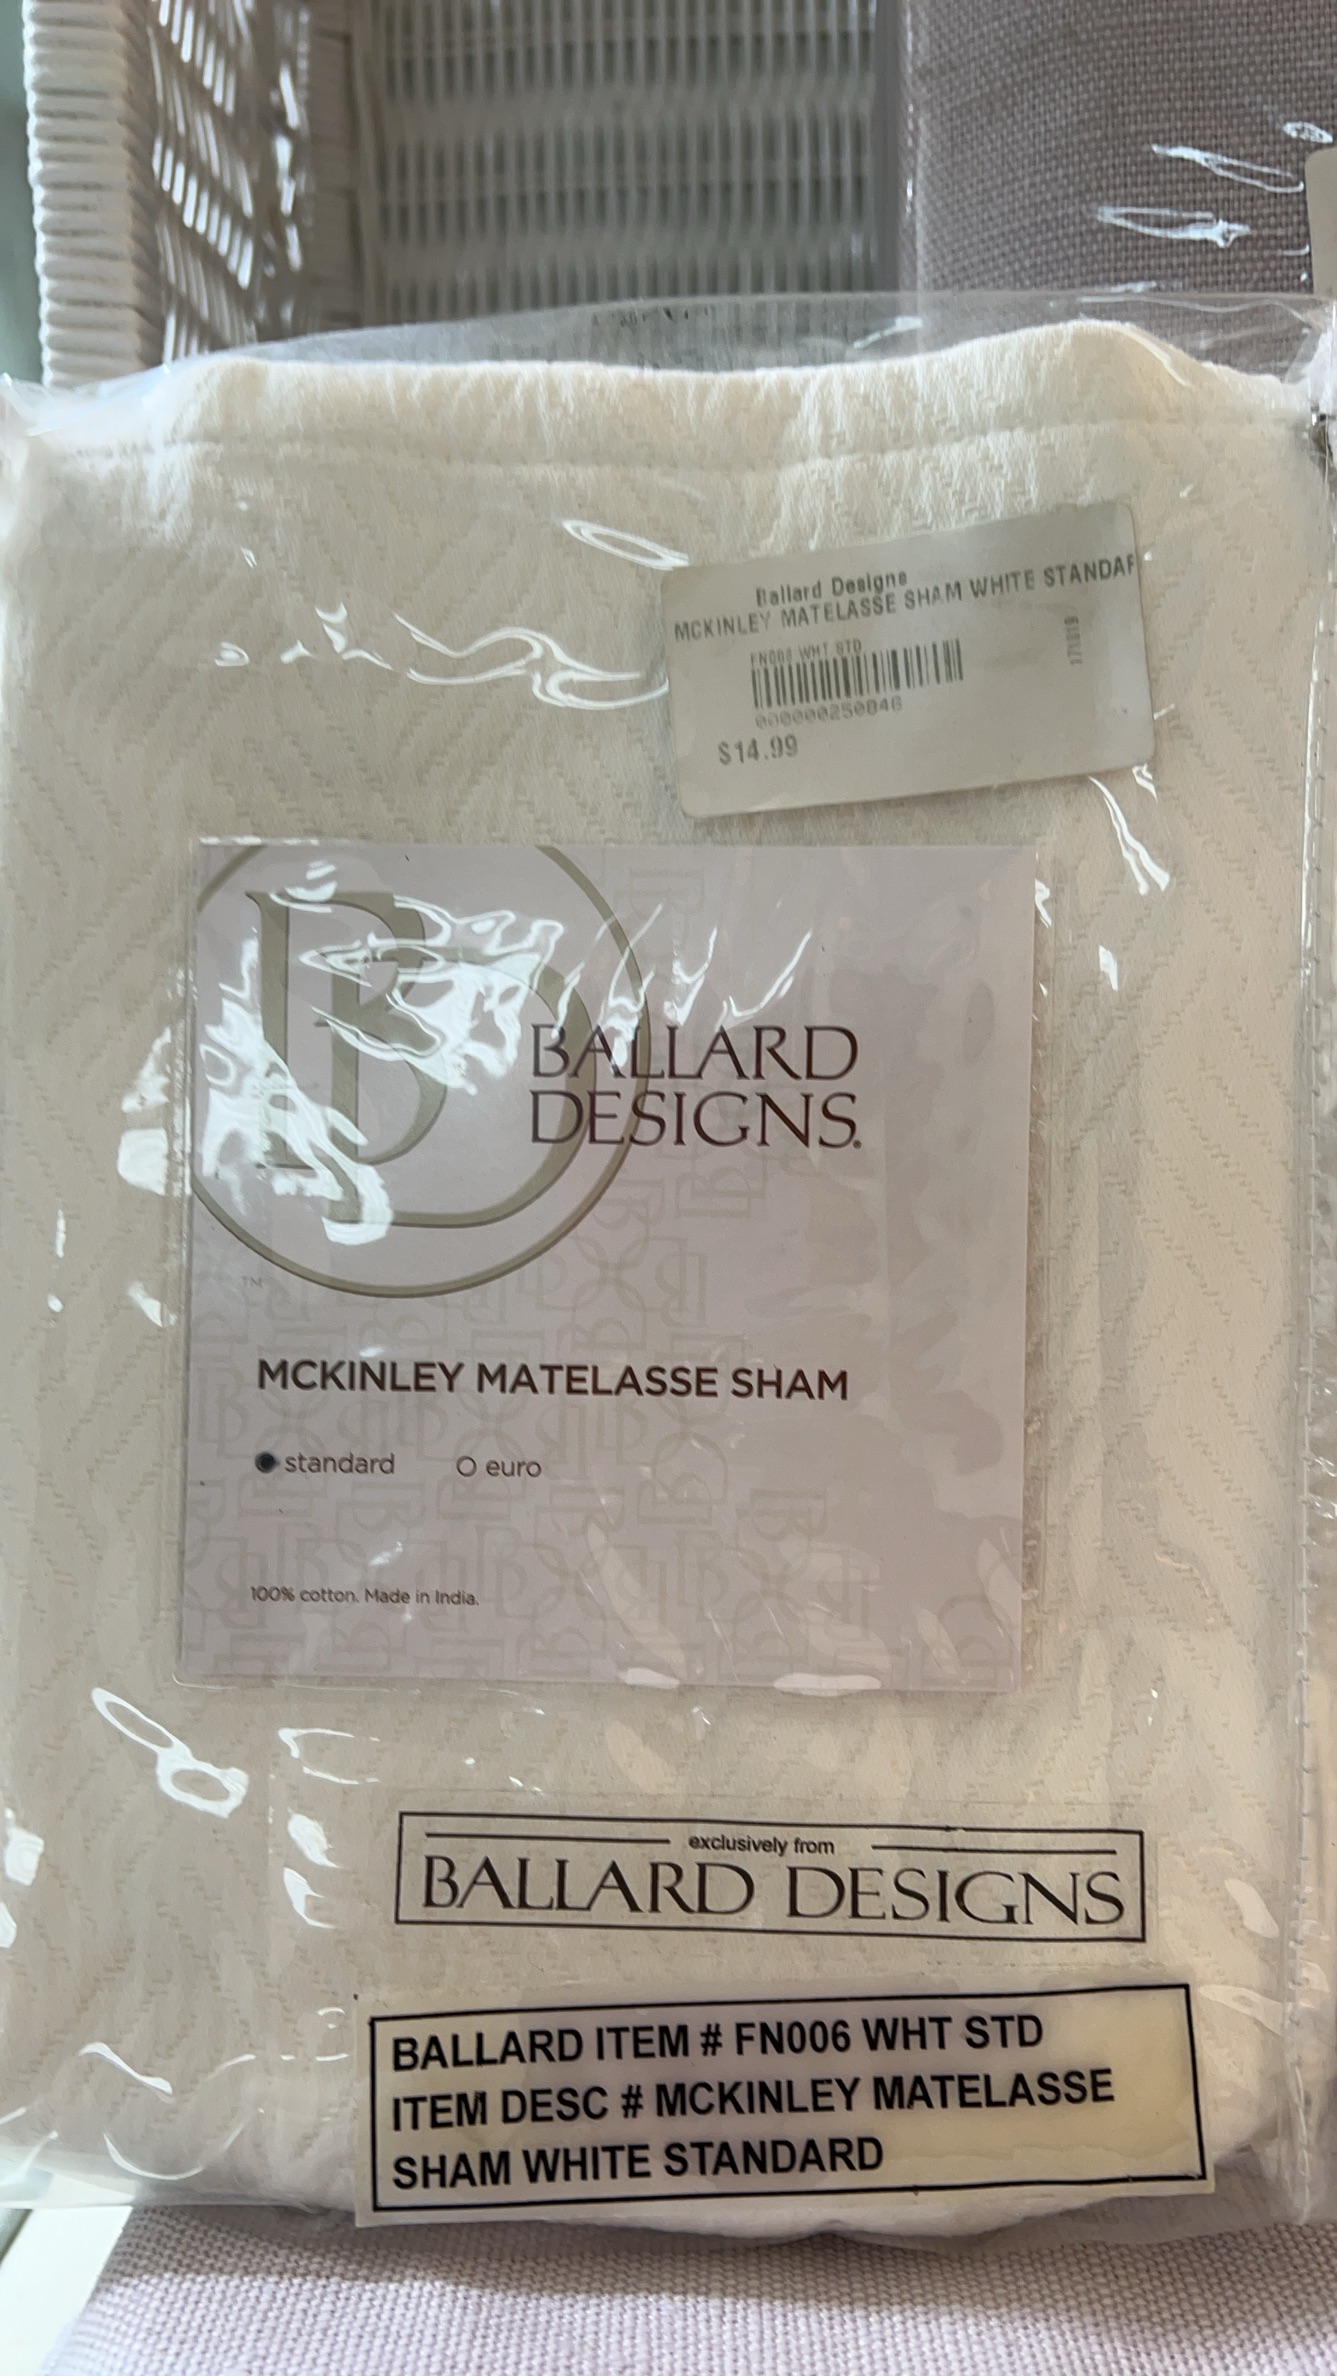 Ballard Designs
MCKINLEY MATELASSE SHAM WHITE STANDAR
FN006 WHT STD
000000250846
$14.99
BALLARD
DESIGNS.
TM
MCKINLEY MATELASSE SHAM
standard euro
100% cotton. Made in India.
exclusively from
BALLARD DESIGNS
BALLARD ITEM # FN006 WHT STD
ITEM DESC # MCKINLEY MATELASSE
SHAM WHITE STANDARD